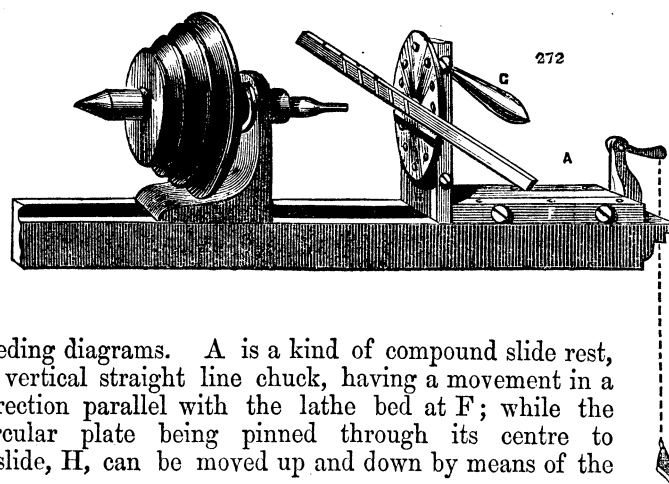 272
G
A
F
eding diagrams. A is a kind of compound slide rest,
vertical straight line chuck, having a movement in a
rection parallel with the lathe bed at F; while the
rcular plate being pinned through its centre to
slide, H, can be moved up and down by means of the